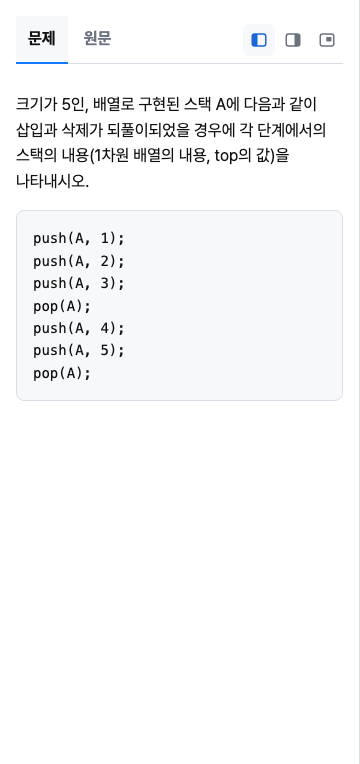 문제 원문
크기가 5인, 배열로 구현된 스택 A에 다음과 같이
삽입과 삭제가 되풀이되었을 경우에 각 단계에서의
스택의 내용(1차원 배열의 내용, top의 값)을
나타내시오.
push(A, 1);
push(A, 2);
push(A, 3);
pop(A);
push(A, 4);
push(A, 5);
pop(A);